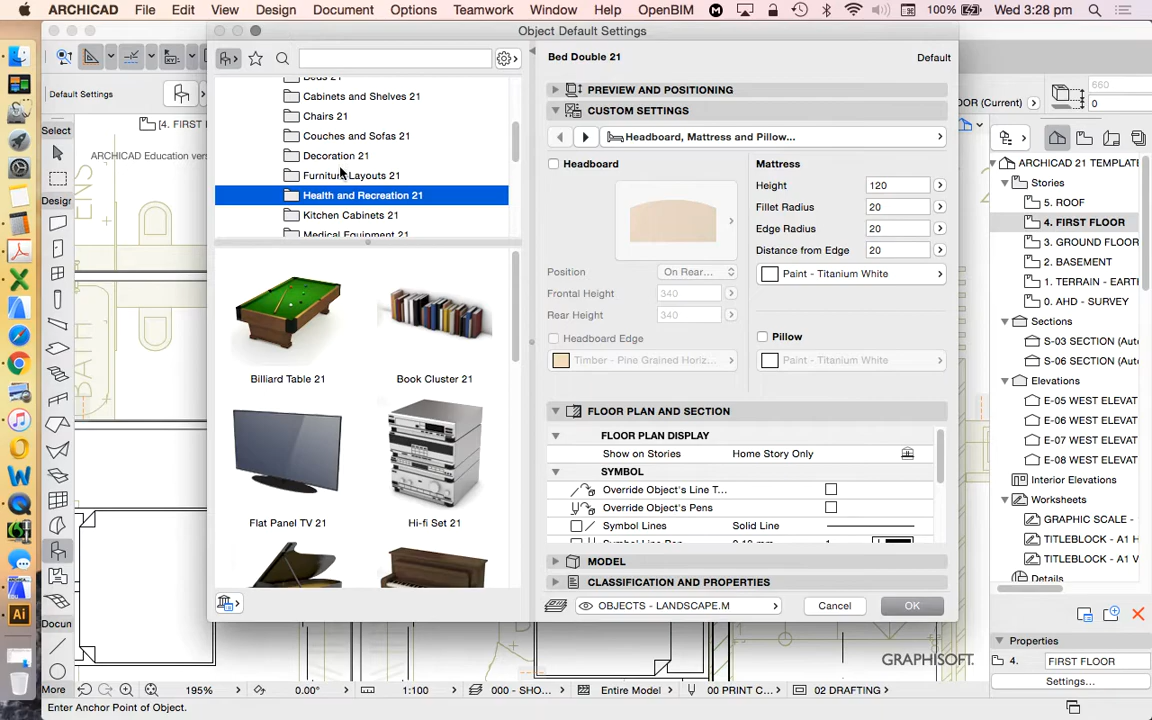 ARCHICAD File Edit View Design Document Options Teamwork Window Help OpenBIM 100% Wed 3:28 pm
Object Default Settings
Default Settings
[4. FIRST
ARCHICAD Education vers
Select
Design
Docun
More
Beds 21
Cabinets and Shelves 21
Chairs 21
Couches and Sofas 21
Decoration 21
Furniture Layouts 21
Health and Recreation 21
Kitchen Cabinets 21
Medical Equipment 21
Billiard Table 21
Book Cluster 21
Flat Panel TV 21
Hi-fi Set 21
Bed Double 21
Default
PREVIEW AND POSITIONING
CUSTOM SETTINGS
Headboard, Mattress and Pillow...
Headboard
Position On Rear...
Frontal Height 340
Rear Height 340
Headboard Edge
Timber - Pine Grained Horiz...
Mattress
Height 120
Fillet Radius 20
Edge Radius 20
Distance from Edge 20
Paint - Titanium White
Pillow
Paint - Titanium White
FLOOR PLAN AND SECTION
FLOOR PLAN DISPLAY
Show on Stories Home Story Only
SYMBOL
Override Object's Line T...
Override Object's Pens
Symbol Lines Solid Line
MODEL
CLASSIFICATION AND PROPERTIES
OBJECTS - LANDSCAPE.M
Cancel
OK
660
0
OOR (Current)
ARCHICAD 21 TEMPLAT
Stories
5. ROOF
4. FIRST FLOOR
3. GROUND FLOOR
2. BASEMENT
1. TERRAIN - EART
0. AHD - SURVEY
Sections
S-03 SECTION (Auto
S-06 SECTION (Auto
Elevations
E-05 WEST ELEVAT
E-06 WEST ELEVAT
E-07 WEST ELEVAT
E-08 WEST ELEVAT
Interior Elevations
Worksheets
GRAPHIC SCALE -
TITLEBLOCK - A1 H
TITLEBLOCK - A1 V
Details
Properties
4. FIRST FLOOR
Settings...
GRAPHISOFT.
195% 0.00° 1:100 000 - SHO... Entire Model 00 PRINT C... 02 DRAFTING
Enter Anchor Point of Object.